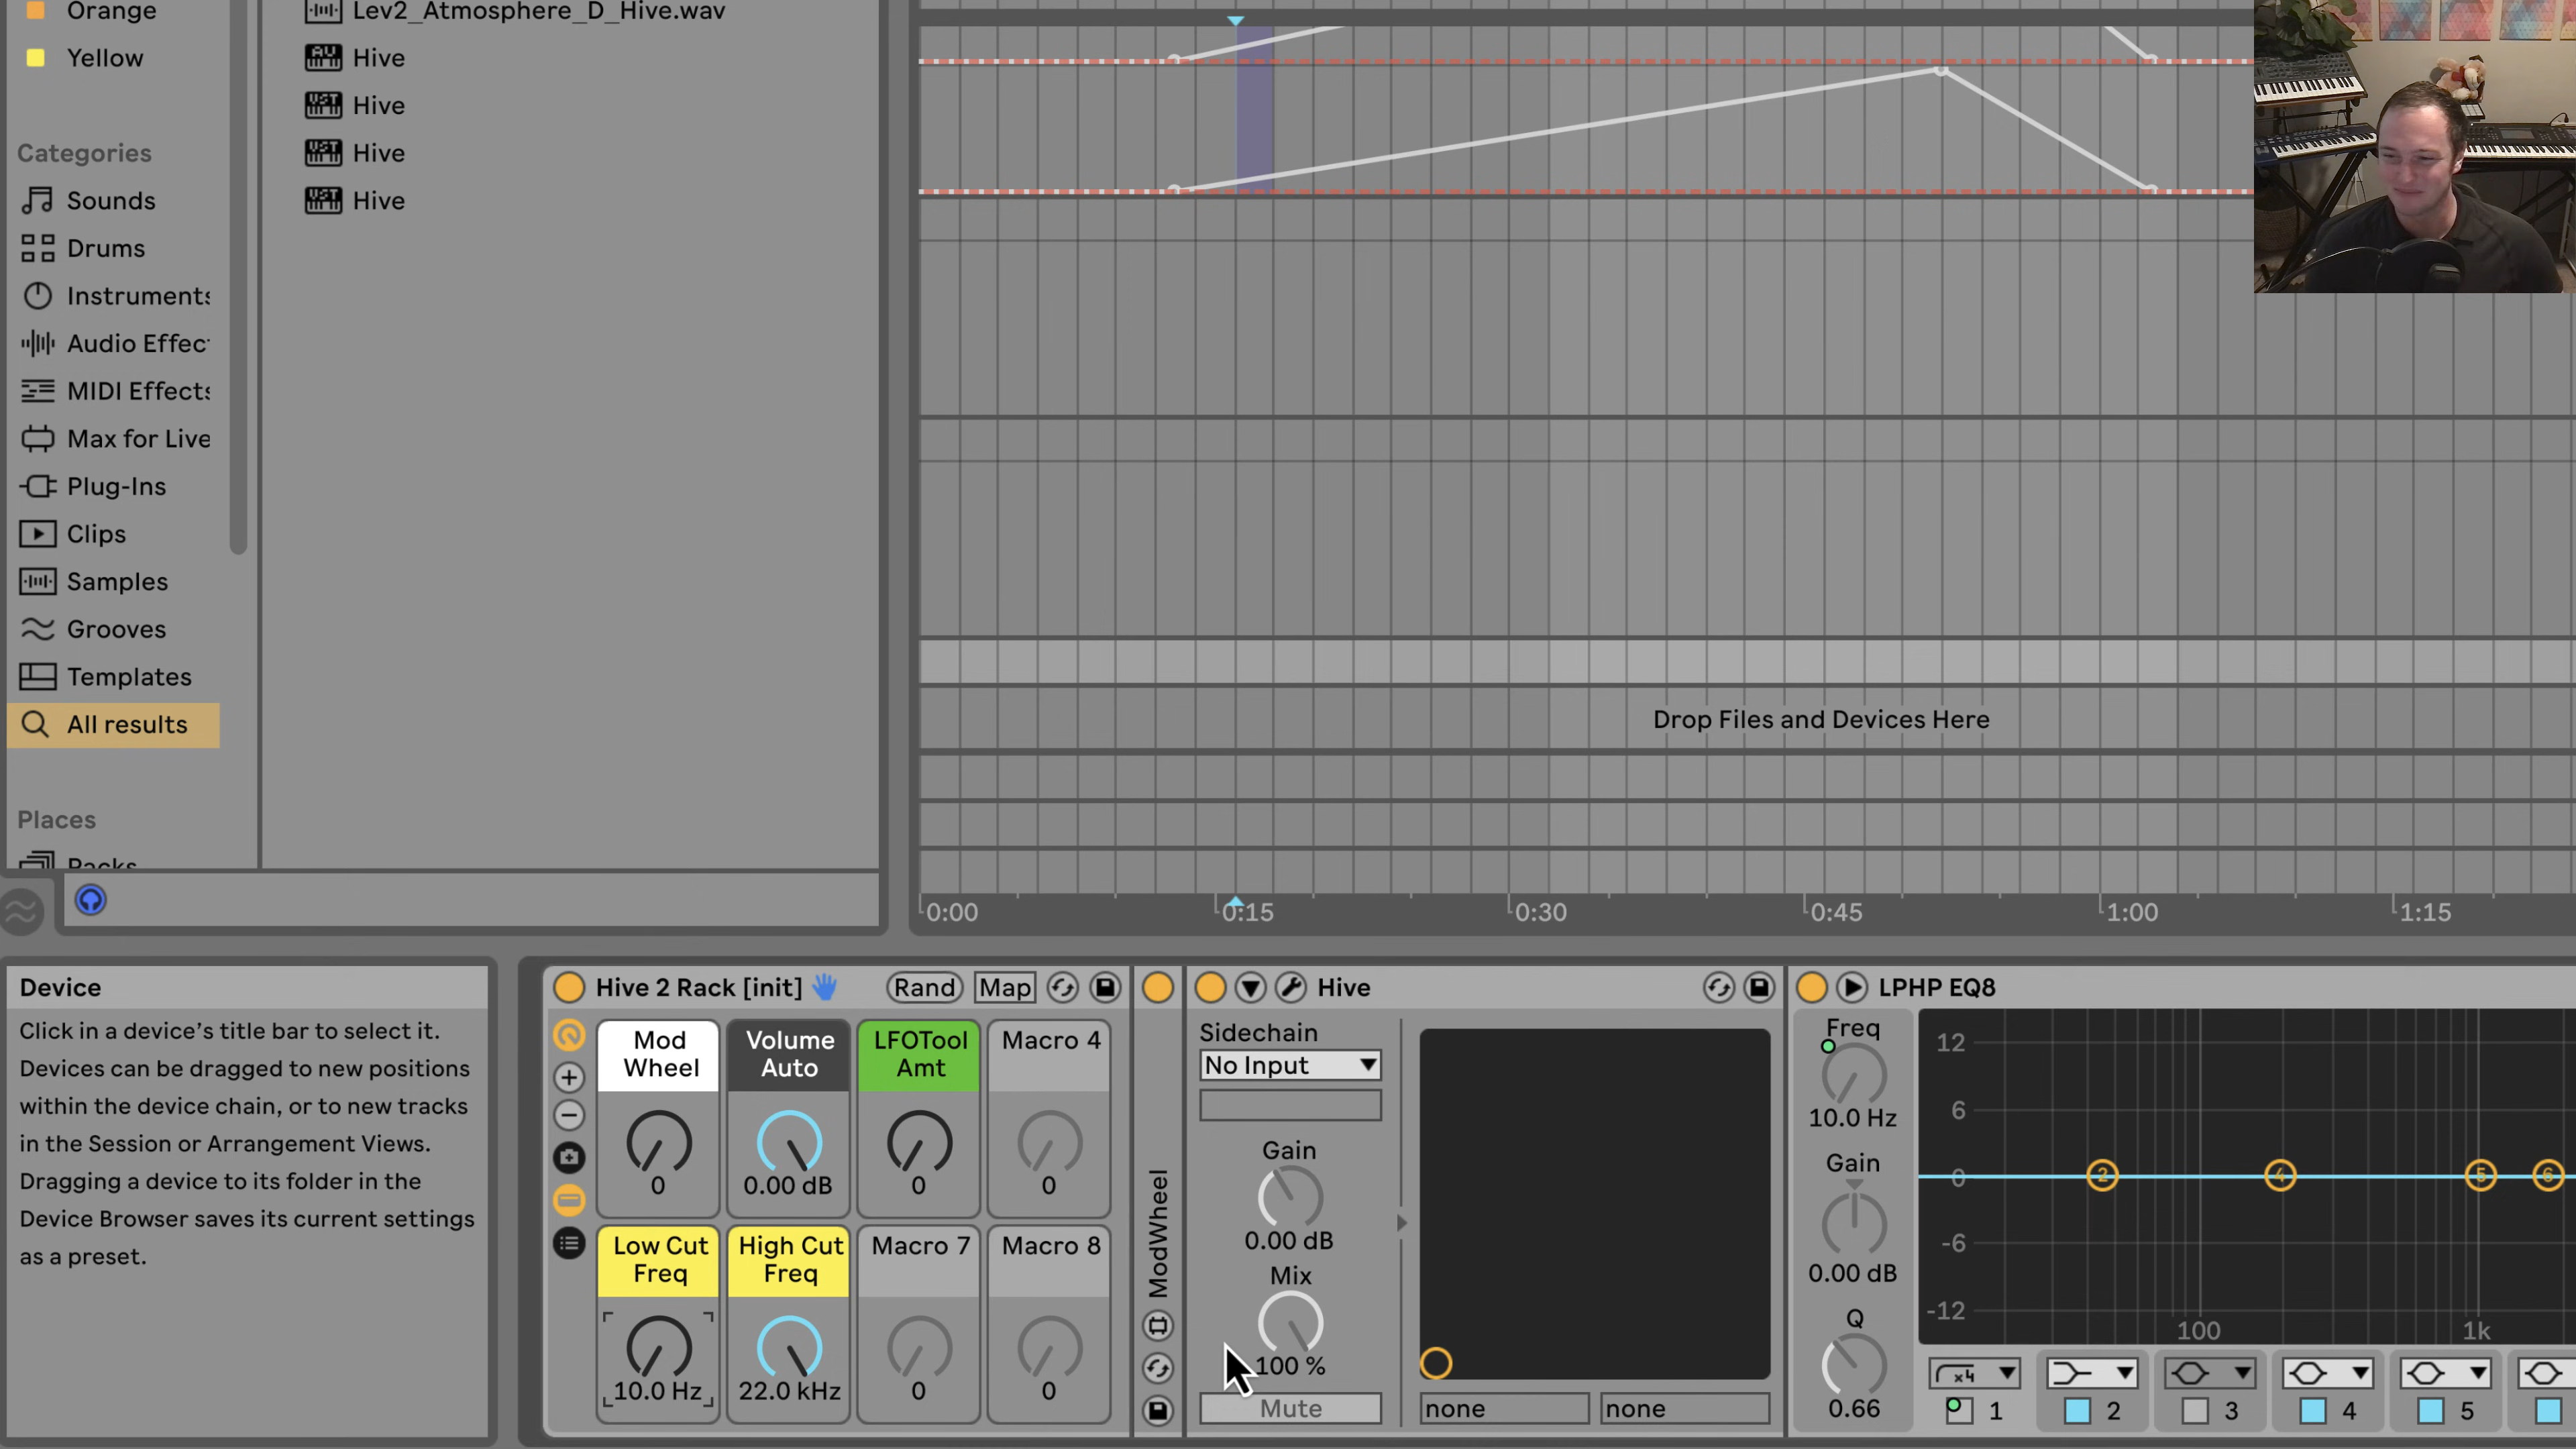 Orange
Yellow
Categories
Sounds
Drums
Instruments
Audio Effec
MIDI Effects
Max for Live
Plug-Ins
Clips
Samples
Grooves
Templates
All results
Places
Packs
Lev2_Atmosphere_D_Hive.wav
Hive
Hive
Hive
Hive
Drop Files and Devices Here
0:00 0:15 0:30 0:45 1:00 1:15
Device
Click in a device's title bar to select it.
Devices can be dragged to new positions
within the device chain, or to new tracks
in the Session or Arrangement Views.
Dragging a device to its folder in the
Device Browser saves its current settings
as a preset.
Hive 2 Rack [init] Rand Map
Mod Wheel
Volume Auto
LFOTool Amt
Macro 4
0 0.00 dB 0 0
Low Cut Freq
High Cut Freq
Macro 7
Macro 8
10.0 Hz 22.0 kHz 0 0
ModWheel
Hive
Sidechain
No Input
Gain
0.00 dB
Mix
100 %
Mute
none none
LPHP EQ8
Freq
10.0 Hz
Gain
0.00 dB
Q
0.66
12
6
0
-6
-12
2 4 5 6
100 1k
x4
1 2 3 4 5